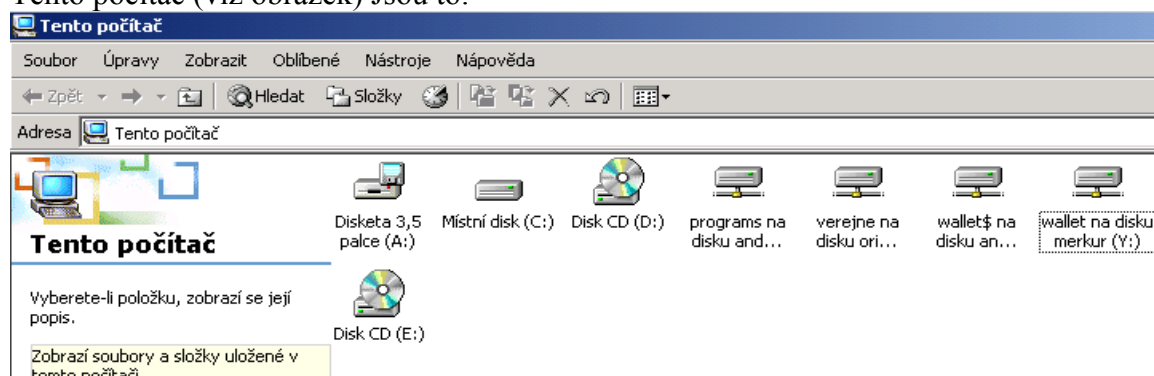 Tento počítač (viz obrázek) Jsou to:
Tento počítač
Soubor Úpravy Zobrazit Oblíbené Nástroje Nápověda
Zpět Hledat Složky
Adresa Tento počítač
Disketa 3,5 palce (A:)
Místní disk (C:)
Disk CD (D:)
programs na disku and...
verejne na disku ori...
wallet$ na disku an...
wallet na disku merkur (Y:)
Disk CD (E:)
Tento počítač
Vyberete-li položku, zobrazí se její
popis.
Zobrazí soubory a složky uložené v
tomto počítači